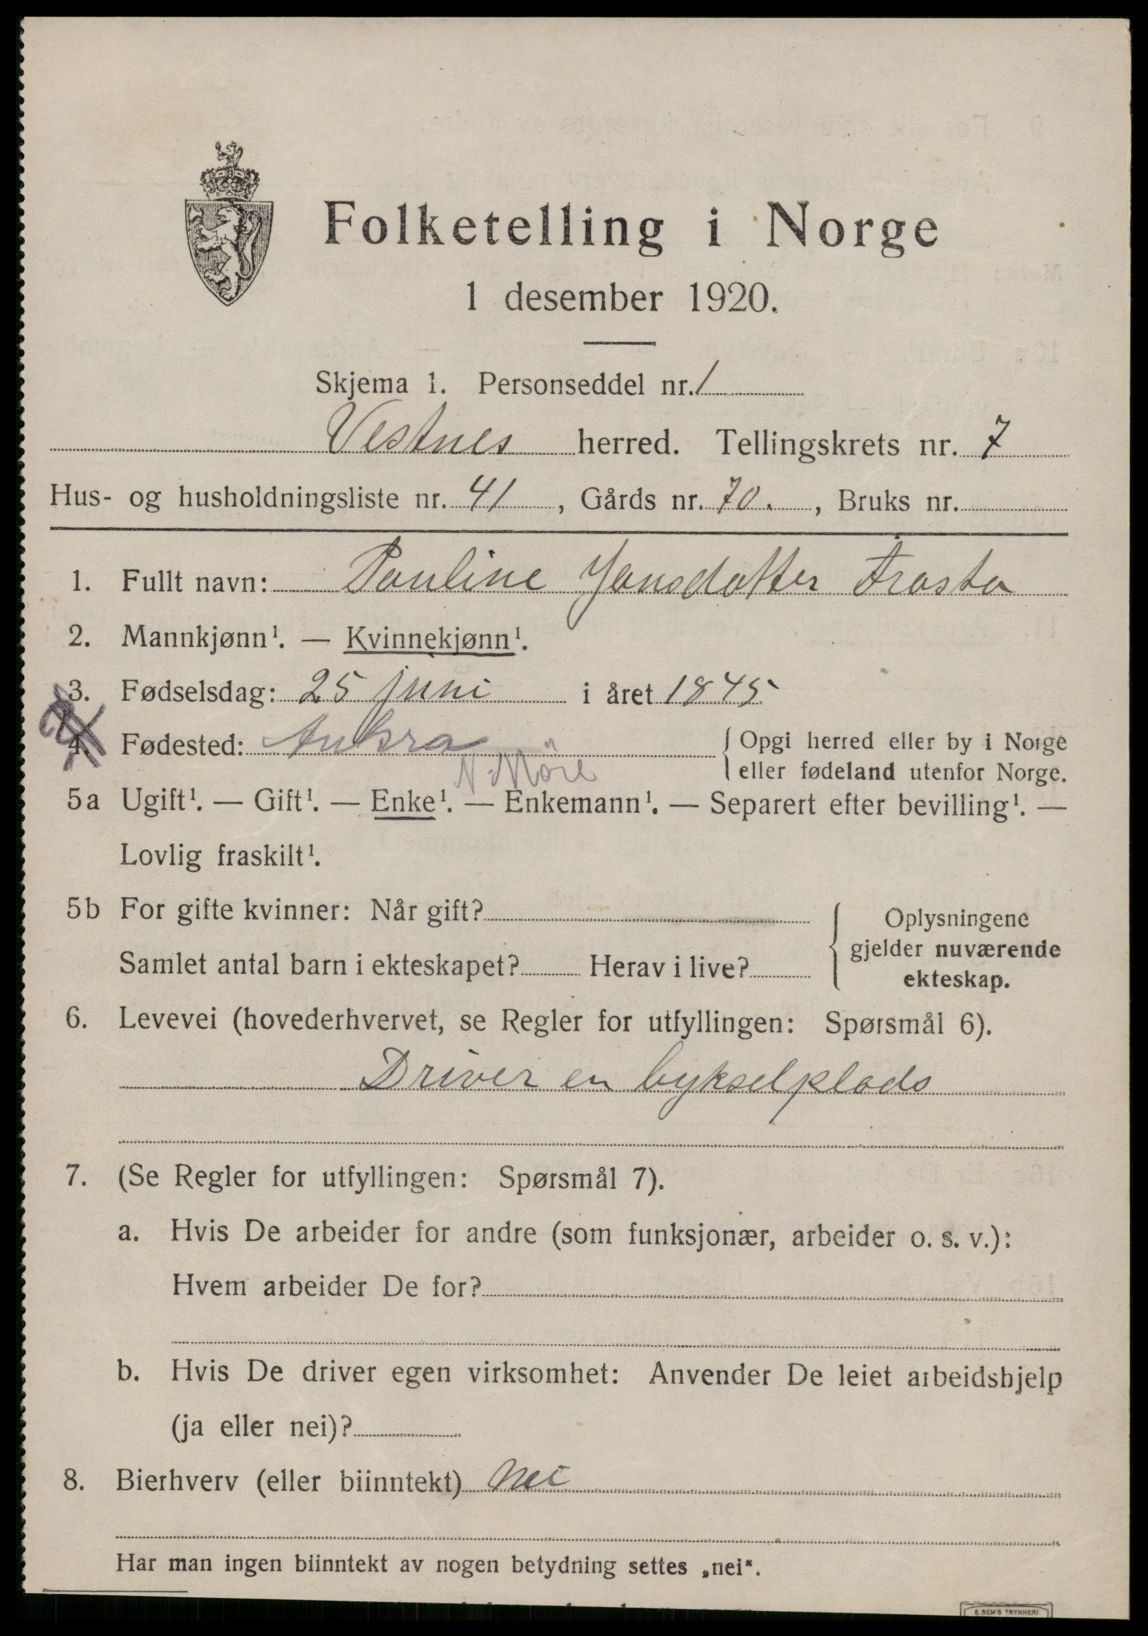 Folketelling i Norge
1 desember 1920.
Skjema 1. Personseddel nr. 1
Vestnes herred. Tellingskrets nr. 7
Hus- og husholdningsliste nr. 41, Gårds nr. 70., Bruks nr.
1. Fullt navn: Pauline Jonsdatter Frosta
2. Mannkjønn¹. — Kvinnekjønn¹.
3. Fødselsdag: 25 juni i året 1845
4. Fødested: Aukra { Opgi herred eller by i Norge
N. Möre eller fødeland utenfor Norge.
5a Ugift¹. — Gift¹. — Enke¹. — Enkemann¹. — Separert efter bevilling¹. —
Lovlig fraskilt¹.
5b For gifte kvinner: Når gift? { Oplysningene
gjelder nuværende
Samlet antal barn i ekteskapet? Herav i live?
ekteskap.
6. Levevei (hovederhvervet, se Regler for utfyllingen: Spørsmål 6).
Driver en bykselplads
7. (Se Regler for utfyllingen: Spørsmål 7).
a. Hvis De arbeider for andre (som funksjonær, arbeider o. s. v.):
Hvem arbeider De for?
b. Hvis De driver egen virksomhet: Anvender De leiet arbeidshjelp
(ja eller nei)?
8. Bierhverv (eller biinntekt) Nei
Har man ingen biinntekt av nogen betydning settes „nei“.
E. SEM'S TRYKKERI